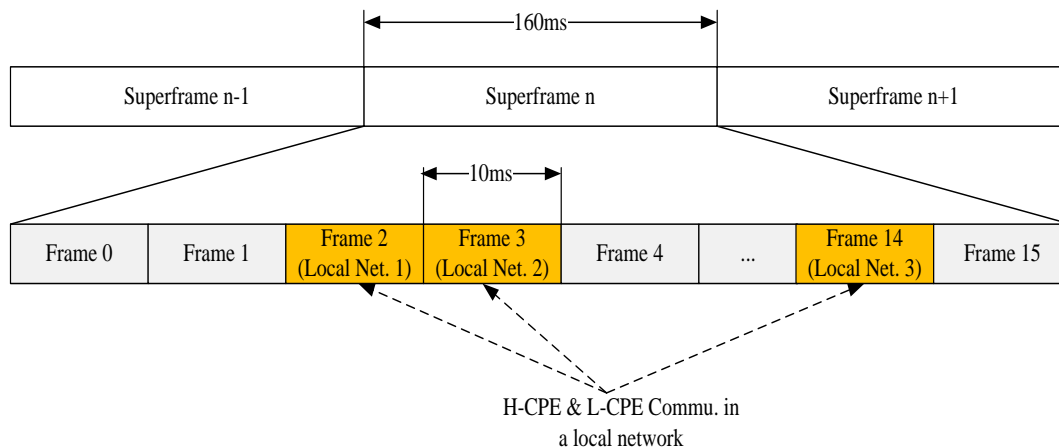 160ms
Superframe n-1
Superframe n
Superframe n+1
10ms
Frame 0
Frame 1
Frame 2
(Local Net. 1)
Frame 3
(Local Net. 2)
Frame 4
...
Frame 14
(Local Net. 3)
Frame 15
H-CPE & L-CPE Commu. in
a local network